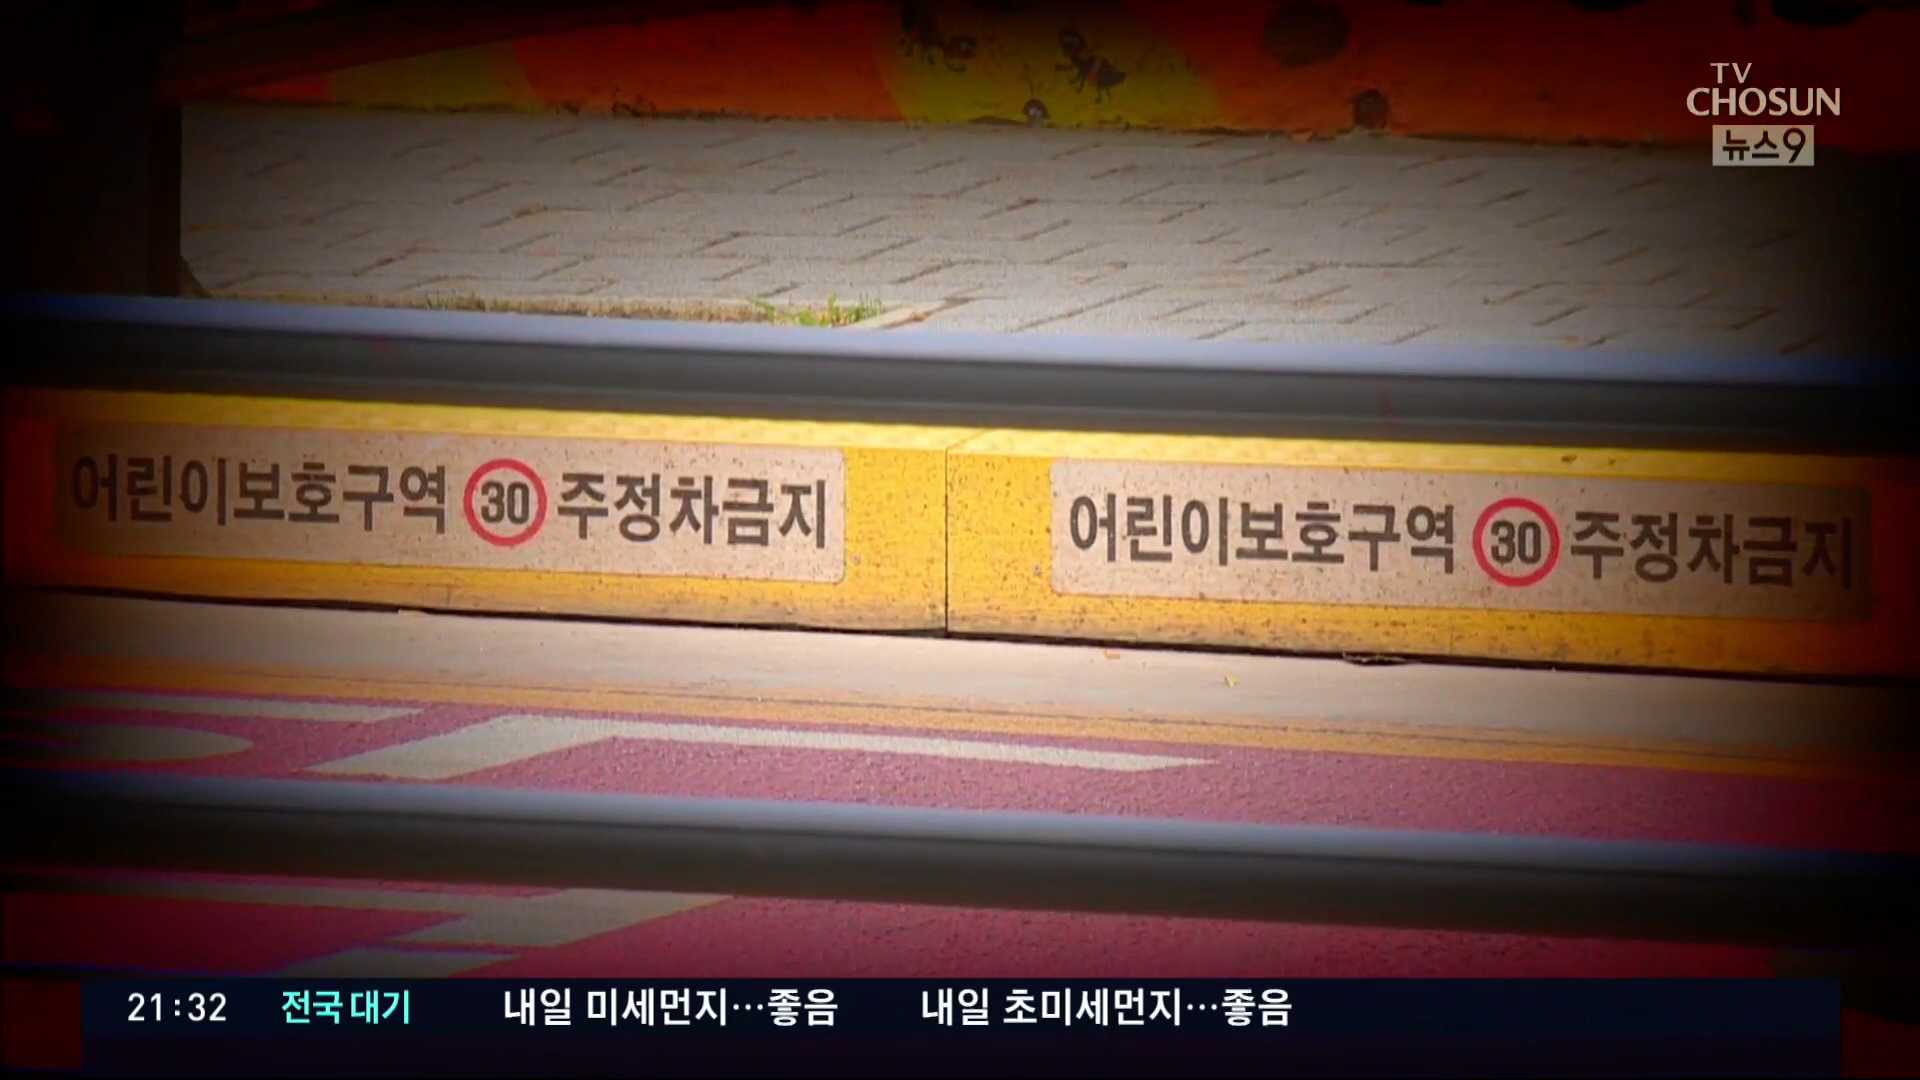 TV
CHOSUN
뉴스9
어린이보호구역 30 주정차금지
어린이보호구역 30 주정차금지
21:32 전국 대기 내일 미세먼지…좋음 내일 초미세먼지…좋음